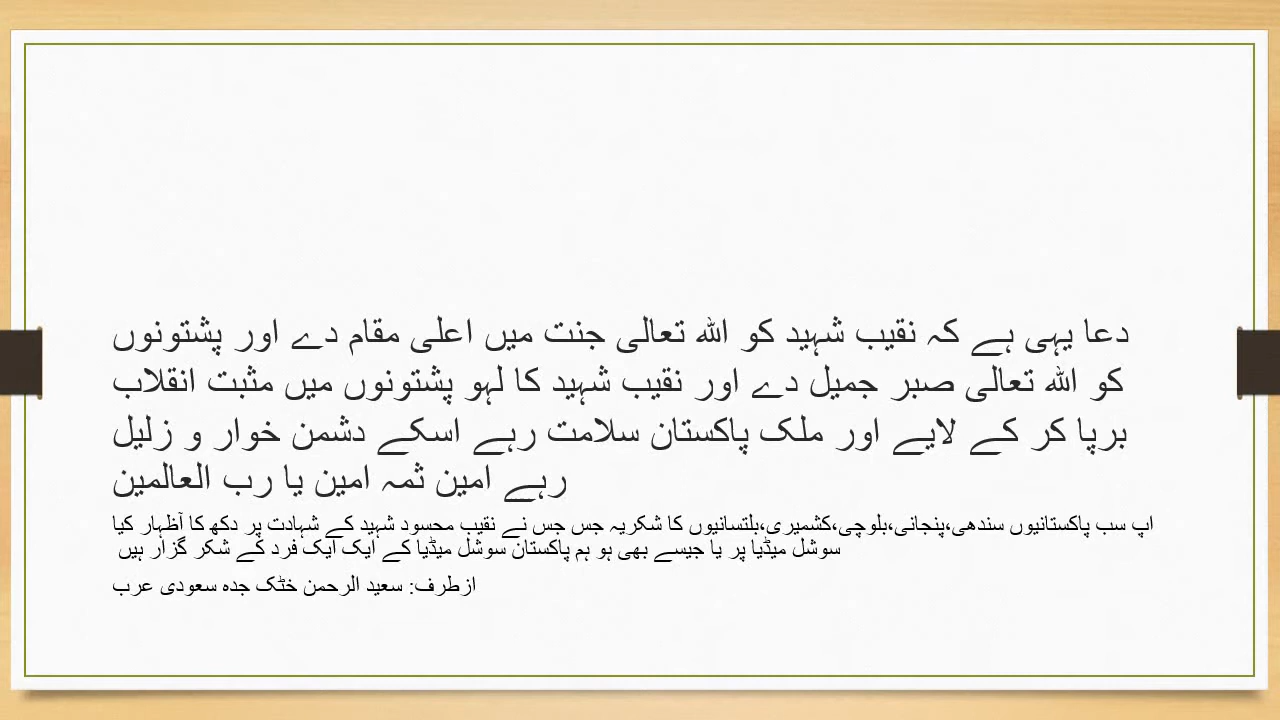 دعا یہی ہے کہ نقیب شہید کو اللہ تعالی جنت میں اعلی مقام دے اور پشتونوں
کو اللہ تعالی صبر جمیل دے اور نقیب شہید کا لہو پشتونوں میں مثبت انقلاب
برپا کر کے لایے اور ملک پاکستان سلامت رہے اسکے دشمن خوار و زلیل
رہے امین ثمہ امین یا رب العالمین
اپ سب پاکستانیوں سندھی،پنجانی،بلوچی،کشمیری،بلتسانیوں کا شکریہ جس جس نے نقیب محسود شہید کے شہادت پر دکھ کا آظہار کیا
سوشل میڈیا پر یا جیسے بھی ہو ہم پاکستان سوشل میڈیا کے ایک ایک فرد کے شکر گزار ہیں
ازطرف: سعید الرحمن خٹک جدہ سعودی عرب